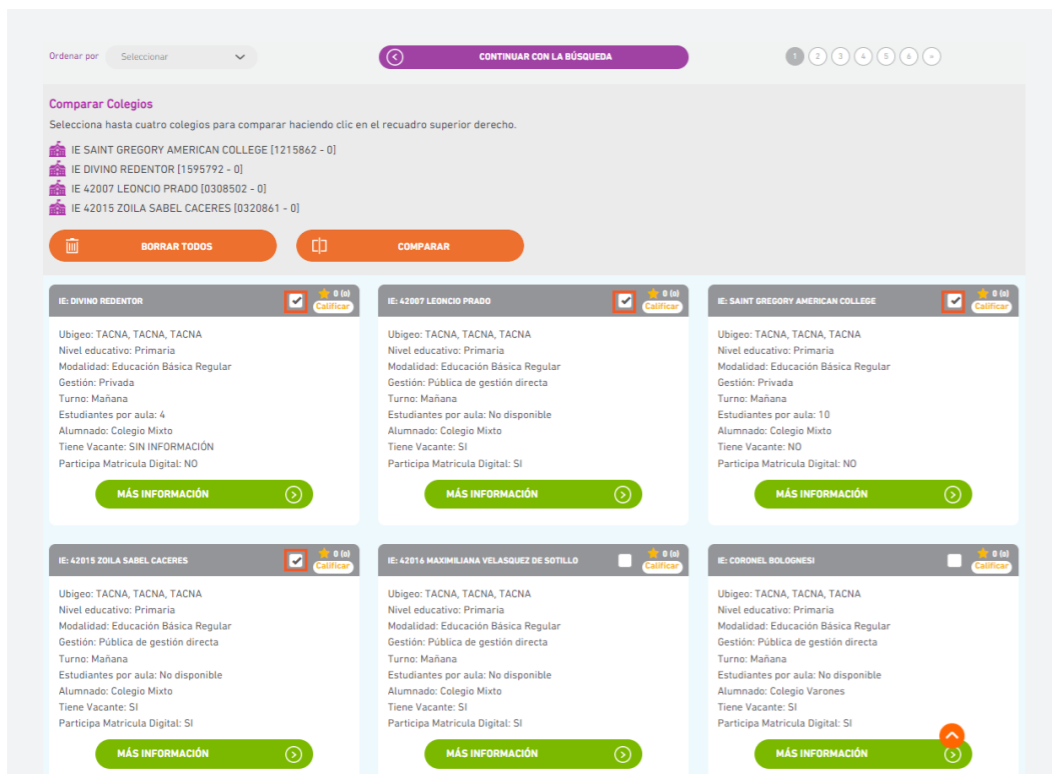 Ordenar por Seleccionar CONTINUAR CON LA BÚSQUEDA 1 2 3 4 5 6 »
Comparar Colegios
Selecciona hasta cuatro colegios para comparar haciendo clic en el recuadro superior derecho.
IE SAINT GREGORY AMERICAN COLLEGE [1215862 - 0]
IE DIVINO REDENTOR [1595792 - 0]
IE 42007 LEONCIO PRADO [0308502 - 0]
IE 42015 ZOILA SABEL CACERES [0320861 - 0]
BORRAR TODOS COMPARAR
IE: DIVINO REDENTOR 0 (0)
Calificar
Ubigeo: TACNA, TACNA, TACNA
Nivel educativo: Primaria
Modalidad: Educación Básica Regular
Gestión: Privada
Turno: Mañana
Estudiantes por aula: 4
Alumnado: Colegio Mixto
Tiene Vacante: SIN INFORMACIÓN
Participa Matricula Digital: NO
MÁS INFORMACIÓN
IE: 42007 LEONCIO PRADO 0 (0)
Calificar
Ubigeo: TACNA, TACNA, TACNA
Nivel educativo: Primaria
Modalidad: Educación Básica Regular
Gestión: Pública de gestión directa
Turno: Mañana
Estudiantes por aula: No disponible
Alumnado: Colegio Mixto
Tiene Vacante: SI
Participa Matricula Digital: SI
MÁS INFORMACIÓN
IE: SAINT GREGORY AMERICAN COLLEGE 0 (0)
Calificar
Ubigeo: TACNA, TACNA, TACNA
Nivel educativo: Primaria
Modalidad: Educación Básica Regular
Gestión: Privada
Turno: Mañana
Estudiantes por aula: 10
Alumnado: Colegio Mixto
Tiene Vacante: NO
Participa Matricula Digital: NO
MÁS INFORMACIÓN
IE: 42015 ZOILA SABEL CACERES 0 (0)
Calificar
Ubigeo: TACNA, TACNA, TACNA
Nivel educativo: Primaria
Modalidad: Educación Básica Regular
Gestión: Pública de gestión directa
Turno: Mañana
Estudiantes por aula: No disponible
Alumnado: Colegio Mixto
Tiene Vacante: SI
Participa Matricula Digital: SI
MÁS INFORMACIÓN
IE: 42016 MAXIMILIANA VELASQUEZ DE SOTILLO 0 (0)
Calificar
Ubigeo: TACNA, TACNA, TACNA
Nivel educativo: Primaria
Modalidad: Educación Básica Regular
Gestión: Pública de gestión directa
Turno: Mañana
Estudiantes por aula: No disponible
Alumnado: Colegio Mixto
Tiene Vacante: SI
Participa Matricula Digital: SI
MÁS INFORMACIÓN
IE: CORONEL BOLOGNESI 0 (0)
Calificar
Ubigeo: TACNA, TACNA, TACNA
Nivel educativo: Primaria
Modalidad: Educación Básica Regular
Gestión: Pública de gestión directa
Turno: Mañana
Estudiantes por aula: No disponible
Alumnado: Colegio Varones
Tiene Vacante: SI
Participa Matricula Digital: SI
MÁS INFORMACIÓN